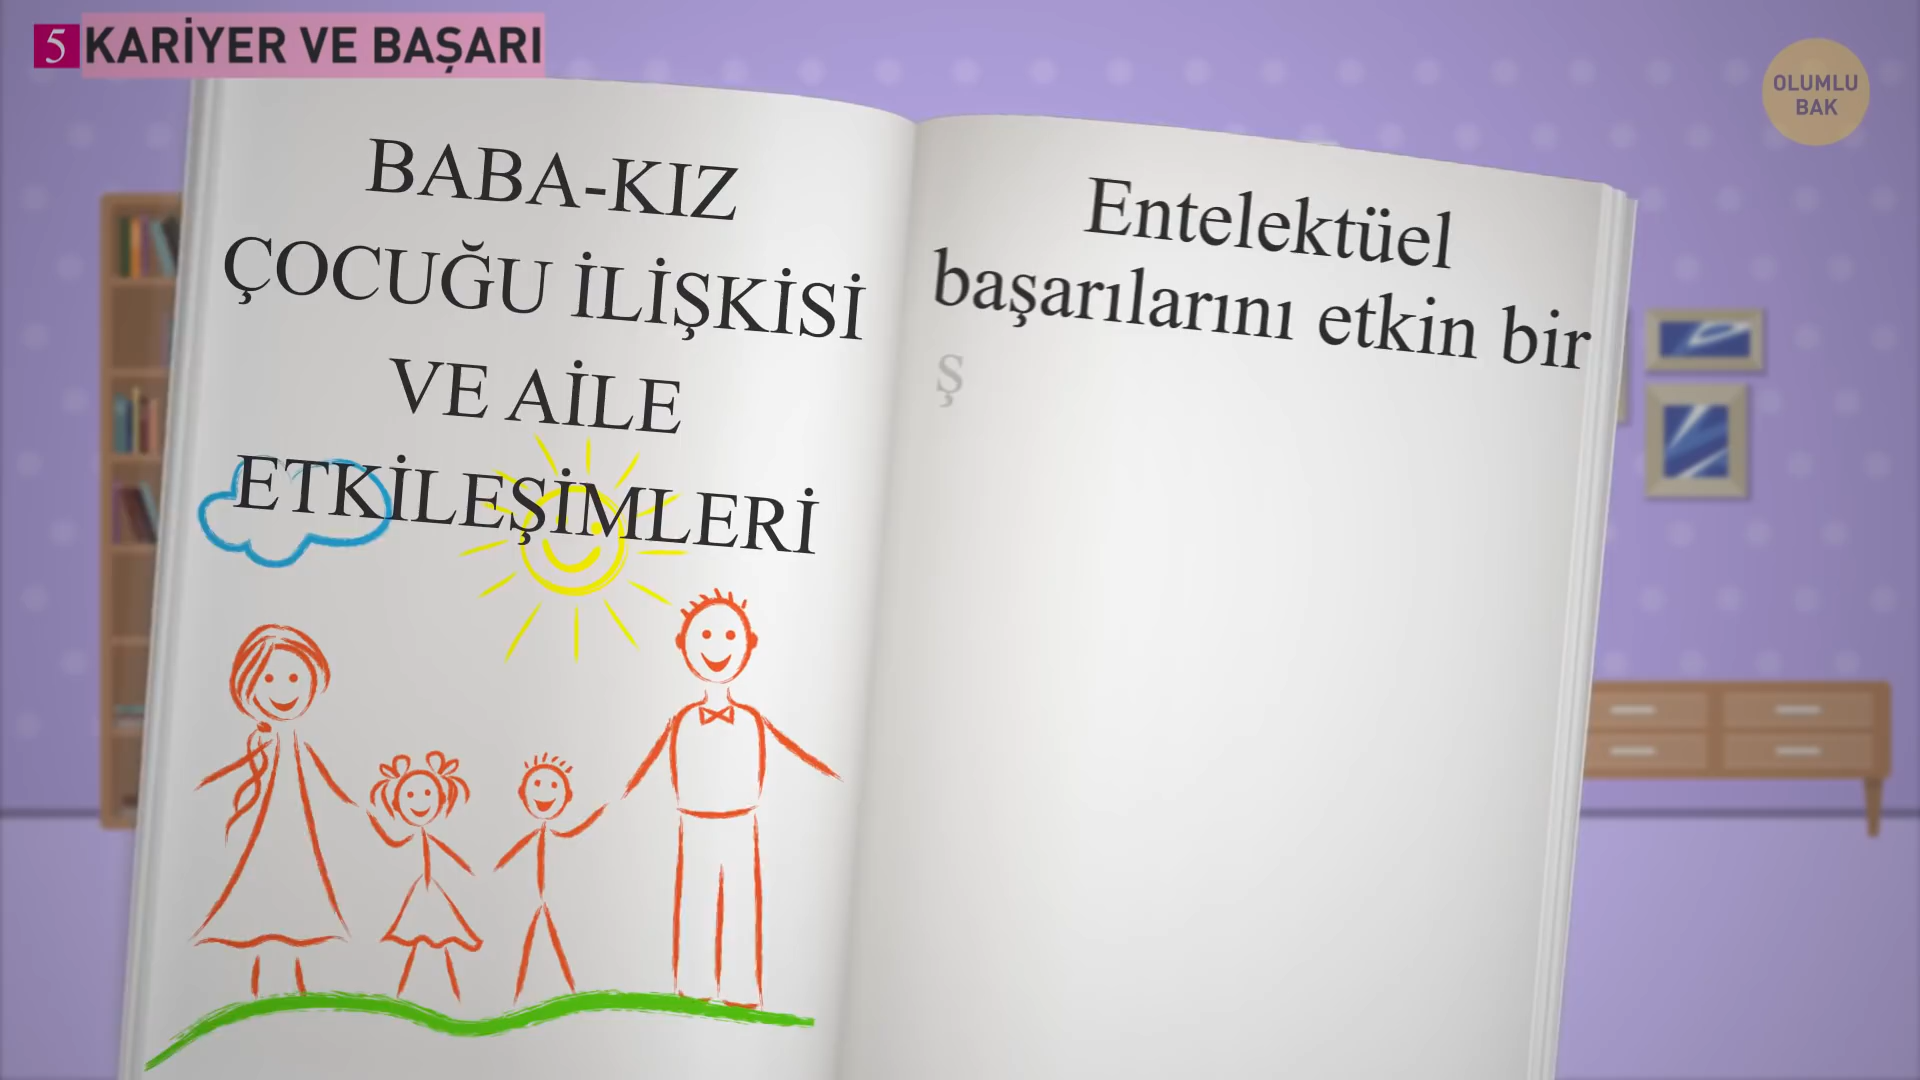 5 KARİYER VE BAŞARI
OLUMLU
BAK
BABA-KIZ
ÇOCUĞU İLİŞKİSİ
VE AİLE
ETKİLEŞİMLERİ
Entelektüel
başarılarını etkin bir
ş